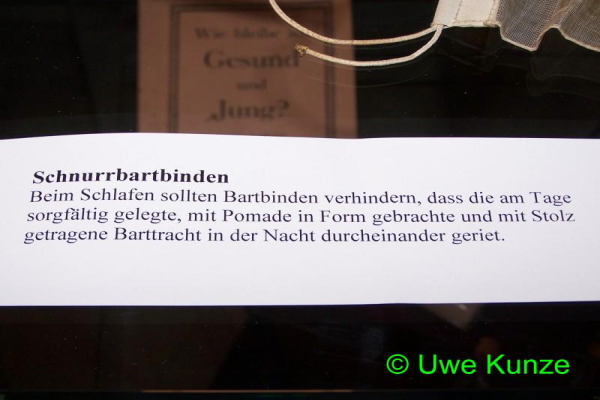 Wie bleibe ich
Gesund
und
Jung?
Schnurrbartbinden
Beim Schlafen sollten Bartbinden verhindern, dass die am Tage
sorgfältig gelegte, mit Pomade in Form gebrachte und mit Stolz
getragene Barttracht in der Nacht durcheinander geriet.
© Uwe Kunze